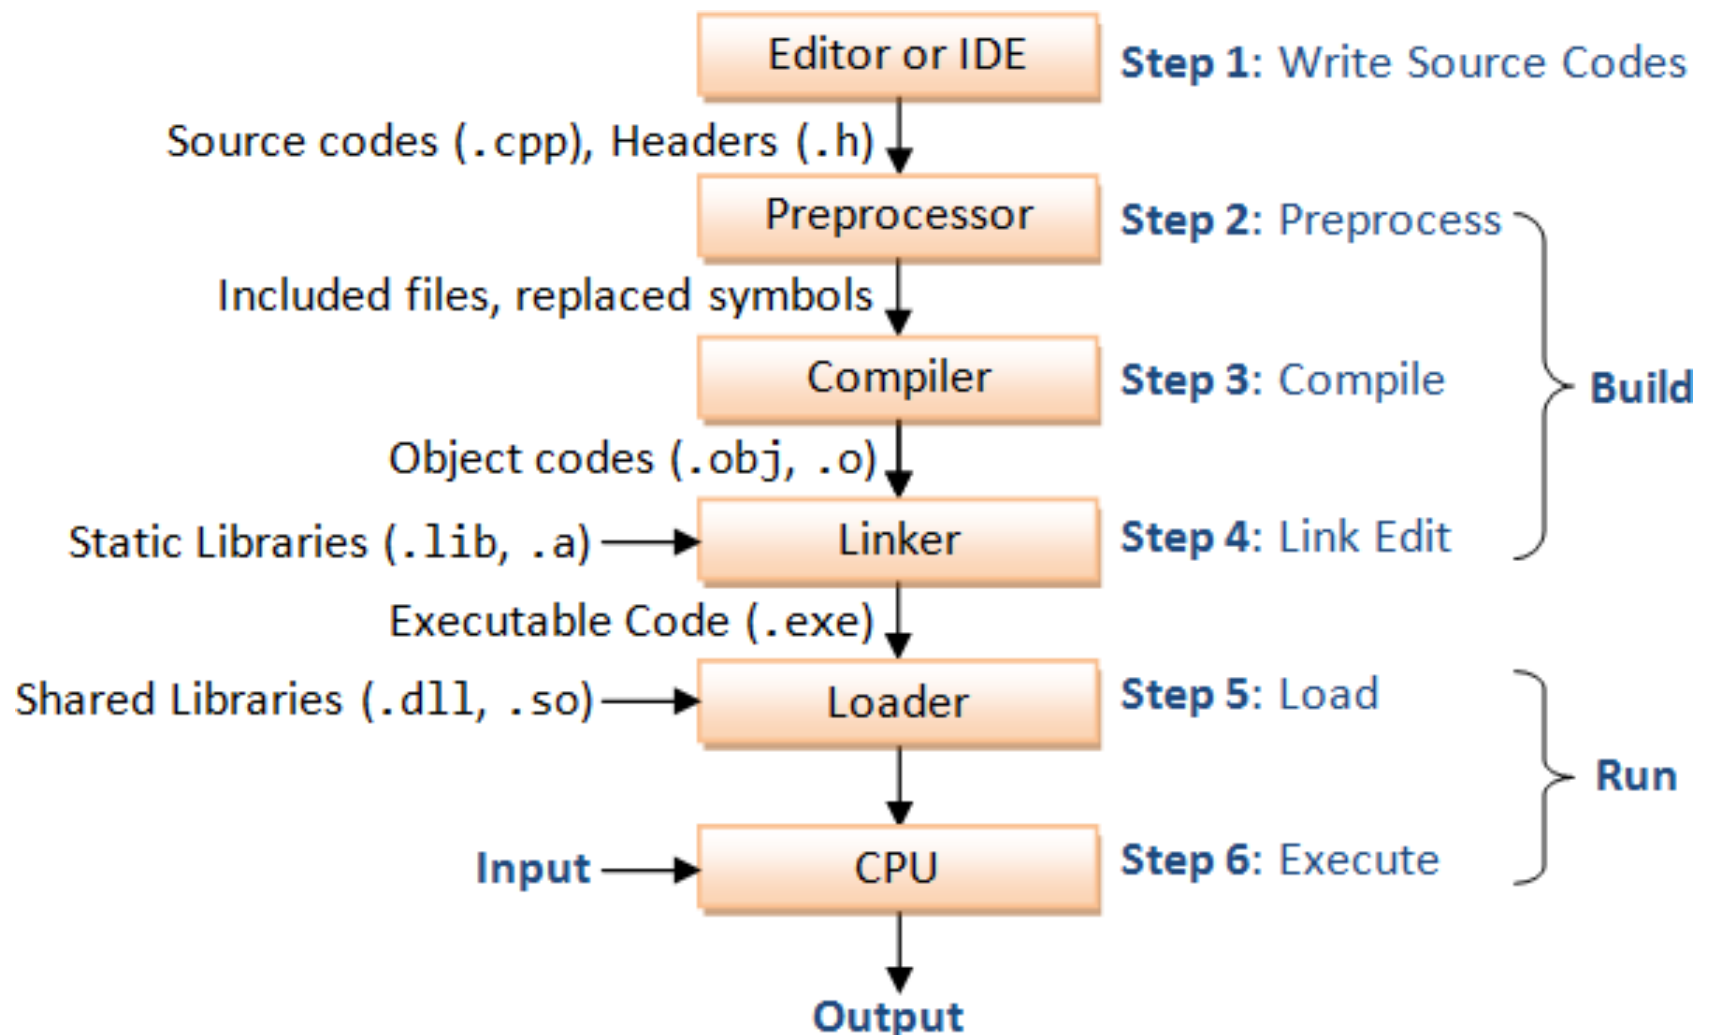 Editor or IDE
Step 1: Write Source Codes
Source codes (.cpp), Headers (.h)
Preprocessor
Step 2: Preprocess
Included files, replaced symbols
Compiler
Step 3: Compile
Build
Object codes (.obj, .o)
Static Libraries (.lib, .a)
Linker
Step 4: Link Edit
Executable Code (.exe)
Shared Libraries (.dll, .so)
Loader
Step 5: Load
Run
Input
CPU
Step 6: Execute
Output